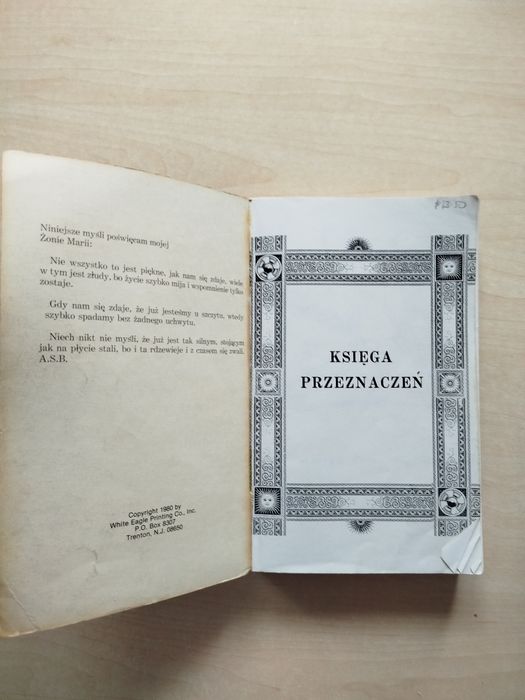 Niniejsze myśli poświęcam mojej
Żonie Marii:
Nie wszystko to jest piękne, jak nam się zdaje, wiele
w tym jest złudy, bo życie szybko mija i wspomnienie tylko
zostaje.
Gdy nam się zdaje, że już jesteśmy u szczytu, wtedy
szybko spadamy bez żadnego uchwytu.
Niech nikt nie myśli, że już jest tak silnym, stojącym
jak na płycie stali, bo i ta rdzewieje i z czasem się zwali.
A.S.B.
Copyright 1980 by
White Eagle Printing Co., Inc.
P.O. Box 8307
Trenton, N.J. 08650
KSIĘGA
PRZEZNACZEŃ